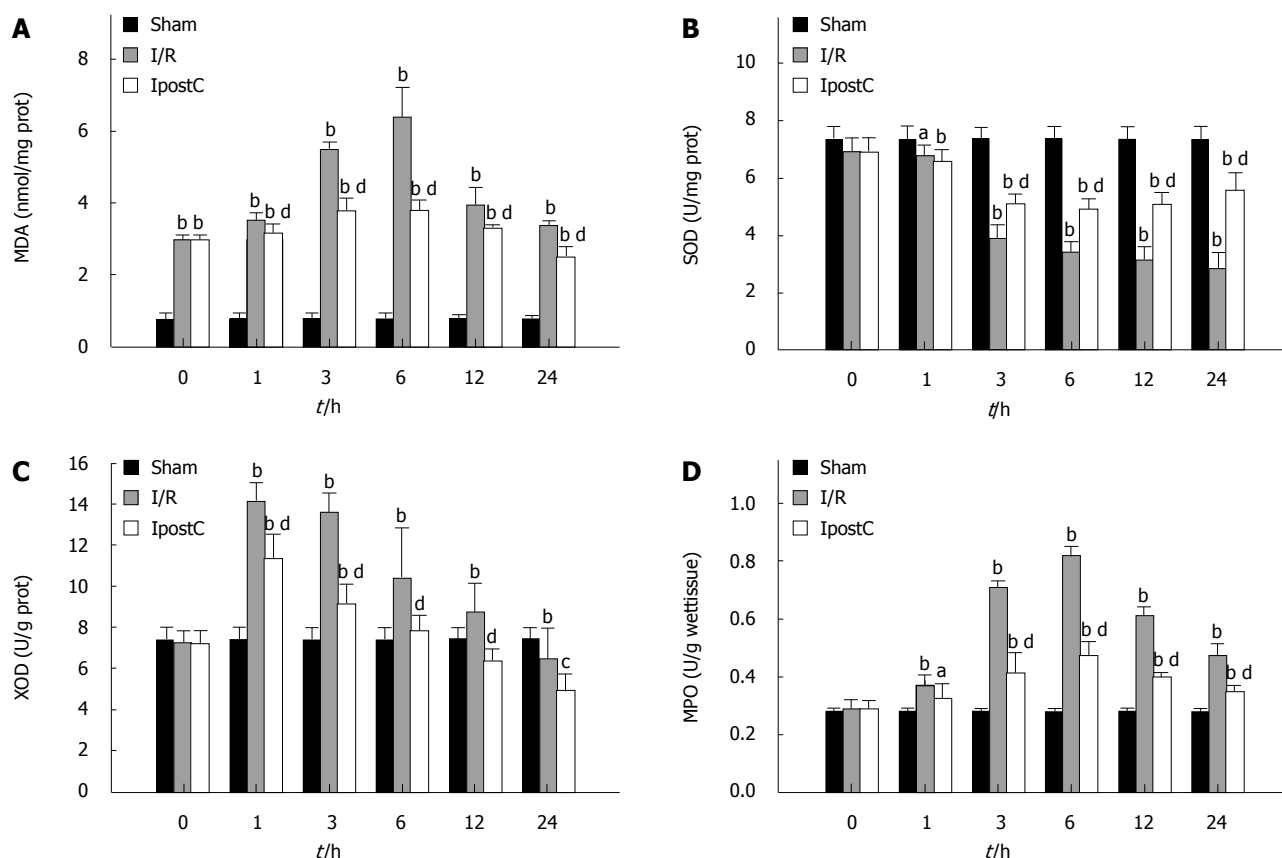 A
Sham
I/R
IpostC
MDA (nmol/mg prot)
8
6
4
2
0
b b
b
b d
b
b d
b
b d
b
b d
b
b d
0 1 3 6 12 24
t/h
B
Sham
I/R
IpostC
SOD (U/mg prot)
10
8
6
4
2
0
a
b
b
b d
b
b d
b
b d
b
b d
0 1 3 6 12 24
t/h
C
Sham
I/R
IpostC
XOD (U/g prot)
16
14
12
10
8
6
4
2
0
b
b d
b
b d
b
d
b
d
b
c
0 1 3 6 12 24
t/h
D
Sham
I/R
IpostC
MPO (U/g wettissue)
1.0
0.8
0.6
0.4
0.2
0.0
b
a
b
b d
b
b d
b
b d
b
b d
0 1 3 6 12 24
t/h